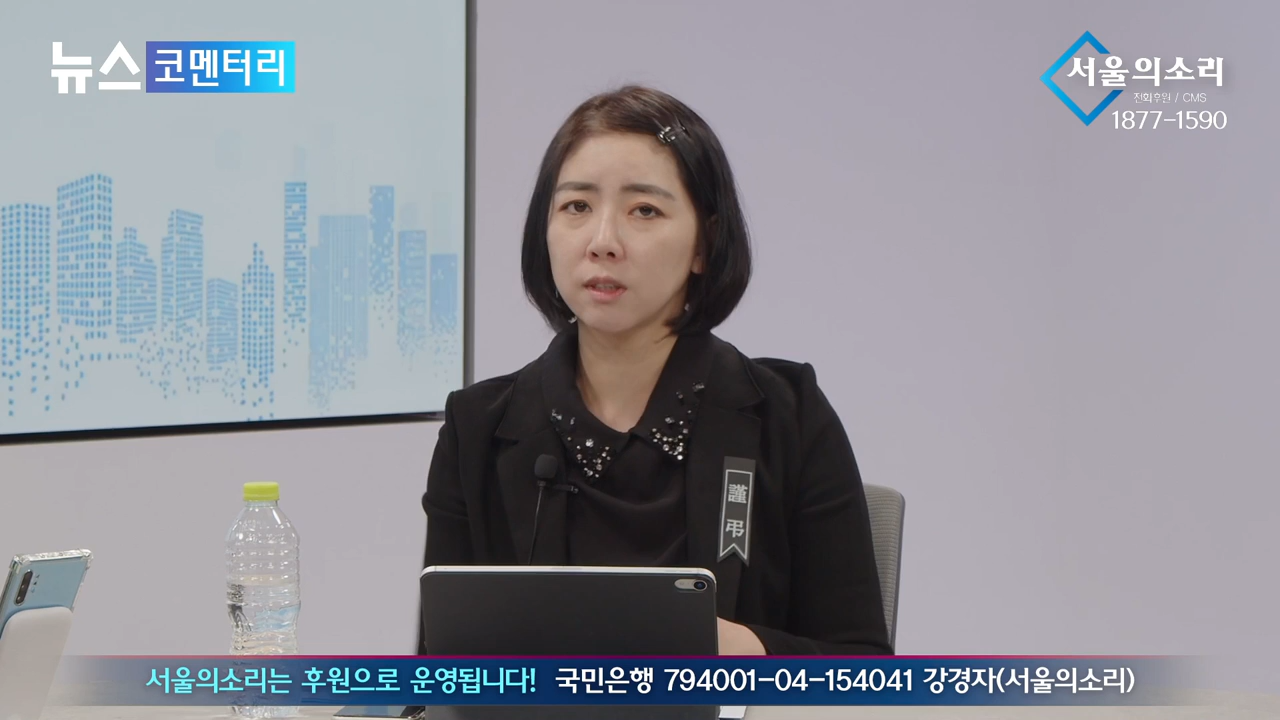 뉴스 코멘터리
서울의소리
전화후원 / CMS
1877-1590
謹
弔
서울의소리는 후원으로 운영됩니다! 국민은행 794001-04-154041 강경자(서울의소리)